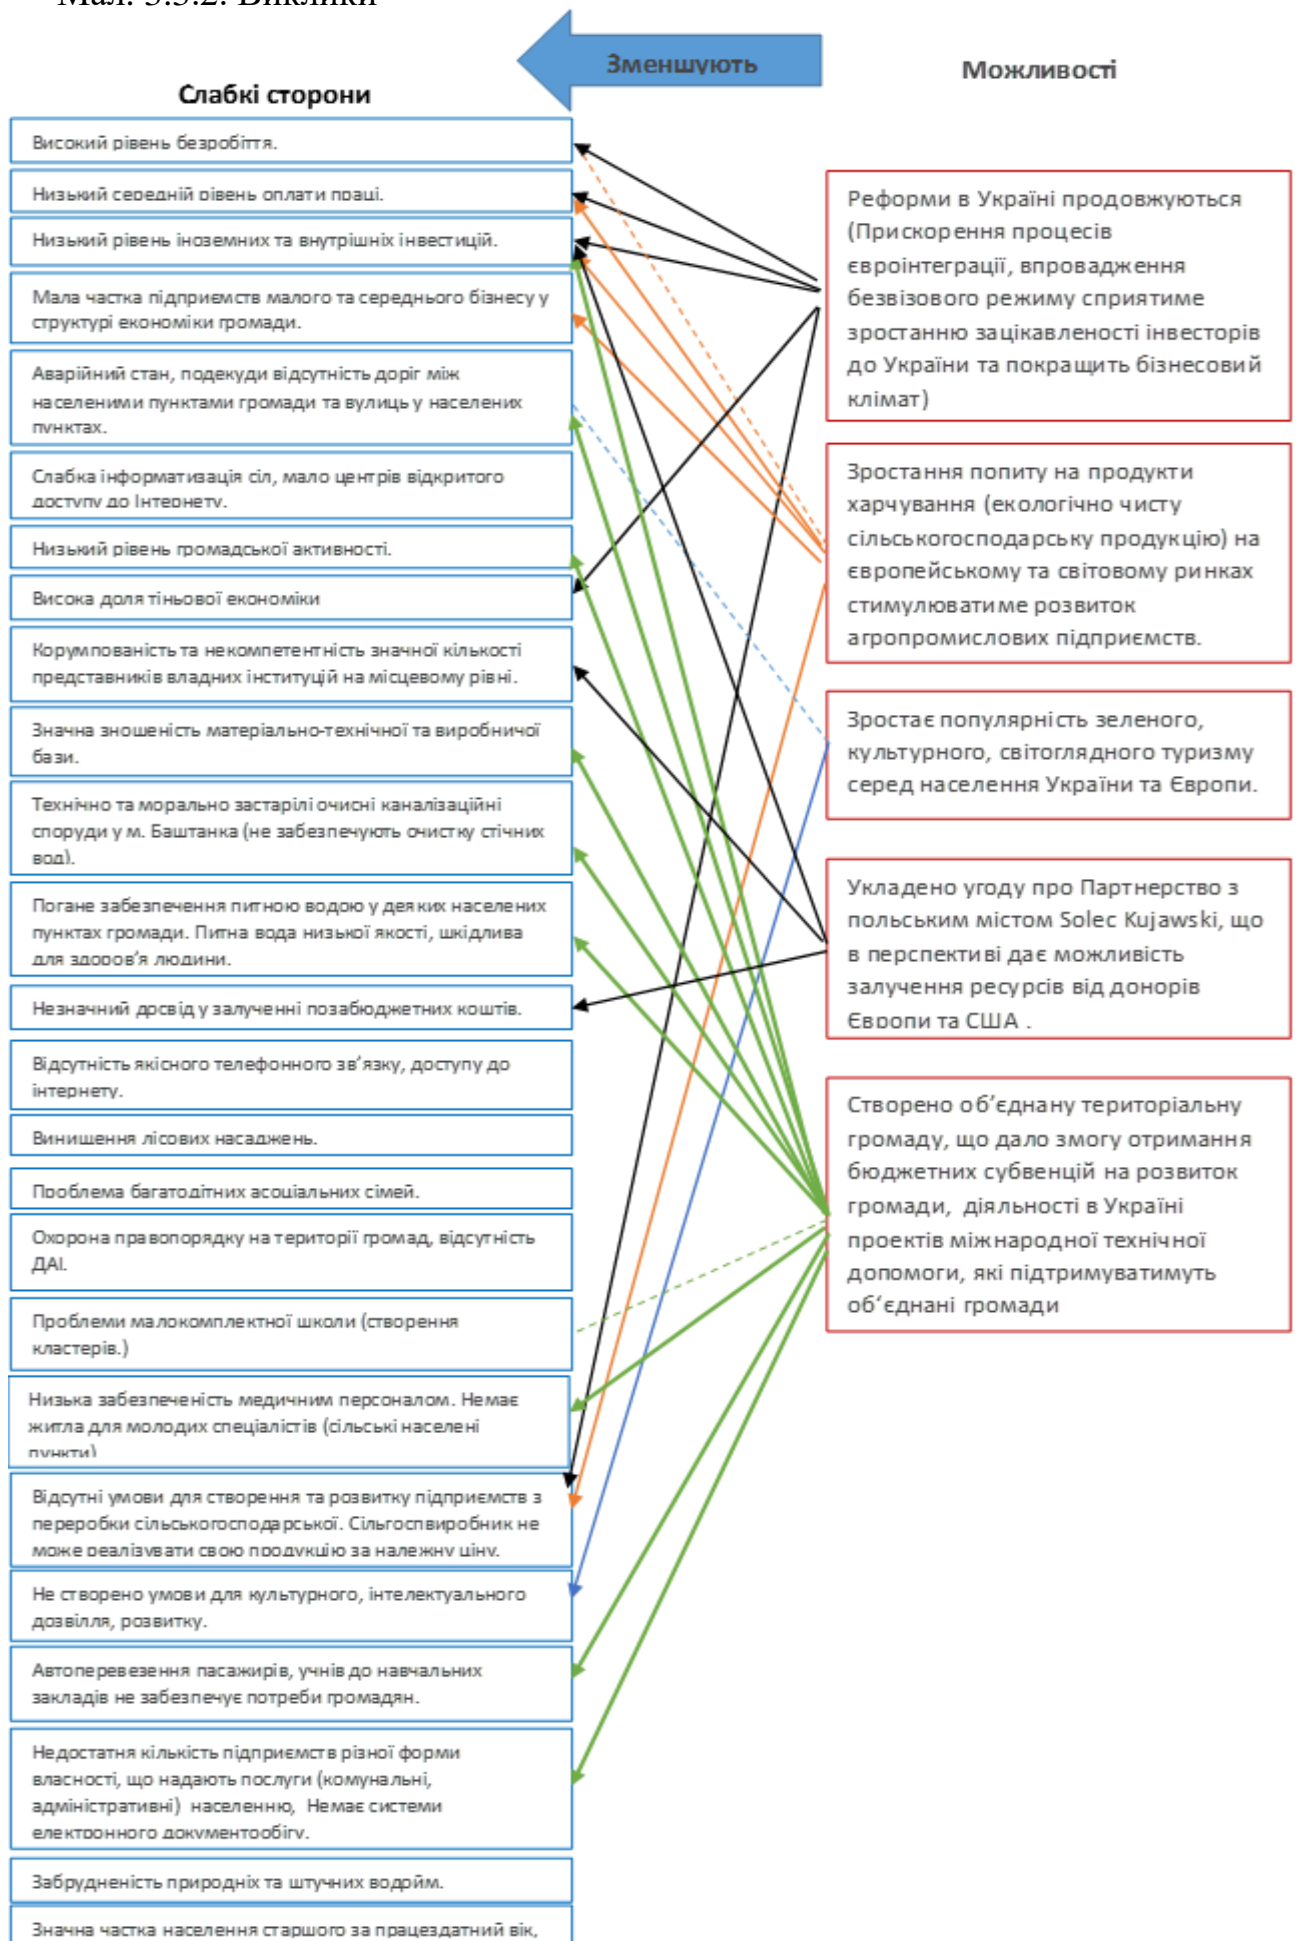 Мал. 3.3.2. Виклики
Зменшують
Можливості
Слабкі сторони
Високий рівень безробіття.
Низький середній рівень оплати праці.
Низький рівень іноземних та внутрішніх інвестицій.
Мала частка підприємств малого та середнього бізнесу у
структурі економіки громади.
Аварійний стан, подекуди відсутність доріг між
населеними пунктами громади та вулиць у населених
пунктах.
Слабка інформатизація сіл, мало центрів відкритого
доступу до Інтернету.
Низький рівень громадської активності.
Висока доля тіньової економіки
Корумпованість та некомпетентність значної кількості
представників владних інституцій на місцевому рівні.
Значна зношеність матеріально-технічної та виробничої
бази.
Технічно та морально застарілі очисні каналізаційні
споруди у м. Баштанка (не забезпечують очистку стічних
вод).
Погане забезпечення питною водою у деяких населених
пунктах громади. Питна вода низької якості, шкідлива
для здоров’я людини.
Незначний досвід у залученні позабюджетних коштів.
Відсутність якісного телефонного зв’язку, доступу до
інтернету.
Винищення лісових насаджень.
Проблема багатодітних асоціальних сімей.
Охорона правопорядку на території громад, відсутність
ДАІ.
Проблеми малокомплектної школи (створення
кластерів.)
Низька забезпеченість медичним персоналом. Немає
житла для молодих спеціалістів (сільські населені
пункти)
Відсутні умови для створення та розвитку підприємств з
переробки сільськогосподарської. Сільгоспвиробник не
може реалізувати свою продукцію за належну ціну.
Не створено умови для культурного, інтелектуального
дозвілля, розвитку.
Автоперевезення пасажирів, учнів до навчальних
закладів не забезпечує потреби громадян.
Недостатня кількість підприємств різної форми
власності, що надають послуги (комунальні,
адміністративні) населенню, Немає системи
електронного документообігу.
Забрудненість природніх та штучних водойм.
Значна частка населення старшого за працездатний вік,
Реформи в Україні продовжуються
(Прискорення процесів
євроінтеграції, впровадження
безвізового режиму сприятиме
зростанню зацікавленості інвесторів
до України та покращить бізнесовий
клімат)
Зростання попиту на продукти
харчування (екологічно чисту
сільськогосподарську продукцію) на
європейському та світовому ринках
стимулюватиме розвиток
агропромислових підприємств.
Зростає популярність зеленого,
культурного, світоглядного туризму
серед населення України та Європи.
Укладено угоду про Партнерство з
польським містом Solec Kujawski, що
в перспективі дає можливість
залучення ресурсів від донорів
Європи та США .
Створено об’єднану територіальну
громаду, що дало змогу отримання
бюджетних субвенцій на розвиток
громади, діяльності в Україні
проектів міжнародної технічної
допомоги, які підтримуватимуть
об’єднані громади